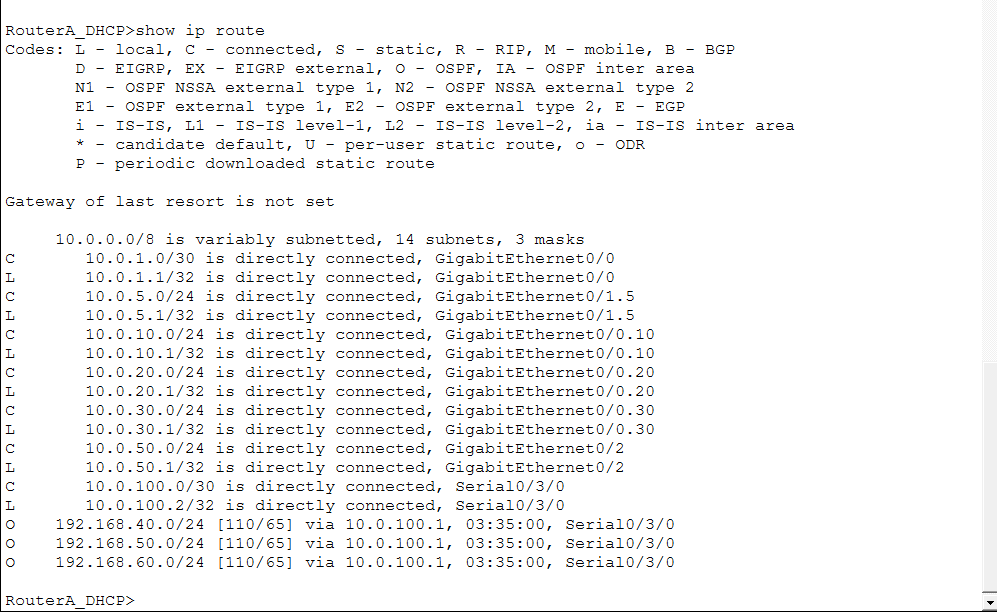 RouterA_DHCP>show ip route
Codes: L - local, C - connected, S - static, R - RIP, M - mobile, B - BGP
       D - EIGRP, EX - EIGRP external, O - OSPF, IA - OSPF inter area
       N1 - OSPF NSSA external type 1, N2 - OSPF NSSA external type 2
       E1 - OSPF external type 1, E2 - OSPF external type 2, E - EGP
       i - IS-IS, L1 - IS-IS level-1, L2 - IS-IS level-2, ia - IS-IS inter area
       * - candidate default, U - per-user static route, o - ODR
       P - periodic downloaded static route
Gateway of last resort is not set
     10.0.0.0/8 is variably subnetted, 14 subnets, 3 masks
C       10.0.1.0/30 is directly connected, GigabitEthernet0/0
L       10.0.1.1/32 is directly connected, GigabitEthernet0/0
C       10.0.5.0/24 is directly connected, GigabitEthernet0/1.5
L       10.0.5.1/32 is directly connected, GigabitEthernet0/1.5
C       10.0.10.0/24 is directly connected, GigabitEthernet0/0.10
L       10.0.10.1/32 is directly connected, GigabitEthernet0/0.10
C       10.0.20.0/24 is directly connected, GigabitEthernet0/0.20
L       10.0.20.1/32 is directly connected, GigabitEthernet0/0.20
C       10.0.30.0/24 is directly connected, GigabitEthernet0/0.30
L       10.0.30.1/32 is directly connected, GigabitEthernet0/0.30
C       10.0.50.0/24 is directly connected, GigabitEthernet0/2
L       10.0.50.1/32 is directly connected, GigabitEthernet0/2
C       10.0.100.0/30 is directly connected, Serial0/3/0
L       10.0.100.2/32 is directly connected, Serial0/3/0
O    192.168.40.0/24 [110/65] via 10.0.100.1, 03:35:00, Serial0/3/0
O    192.168.50.0/24 [110/65] via 10.0.100.1, 03:35:00, Serial0/3/0
O    192.168.60.0/24 [110/65] via 10.0.100.1, 03:35:00, Serial0/3/0
RouterA_DHCP>